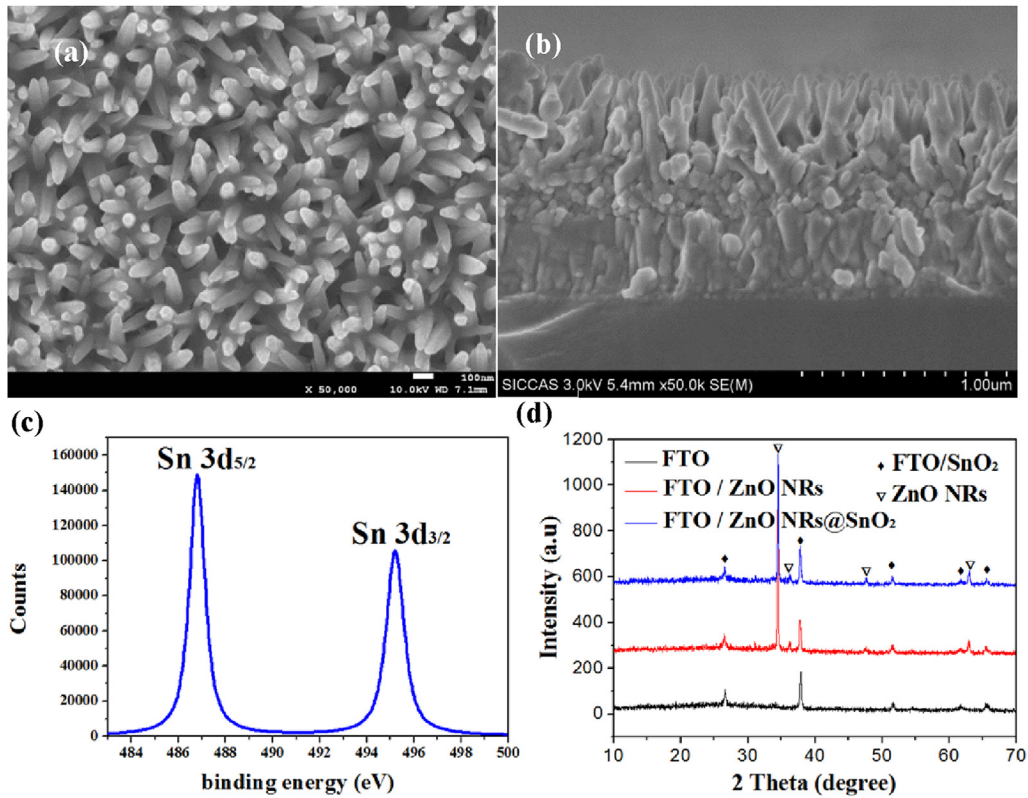 (a)
X 50,000 10.0kV WD 7.1mm 100nm
(b)
SICCAS 3.0kV 5.4mm x50.0k SE(M) 1.00um
(c)
160000
140000
120000
100000
80000
60000
40000
20000
0
Counts
Sn 3d5/2
Sn 3d3/2
484 486 488 490 492 494 496 498 500
binding energy (eV)
(d)
1200
1000
800
600
400
200
0
Intensity (a.u)
FTO
FTO / ZnO NRs
FTO / ZnO NRs@SnO2
♦ FTO/SnO2
▿ ZnO NRs
10 20 30 40 50 60 70
2 Theta (degree)